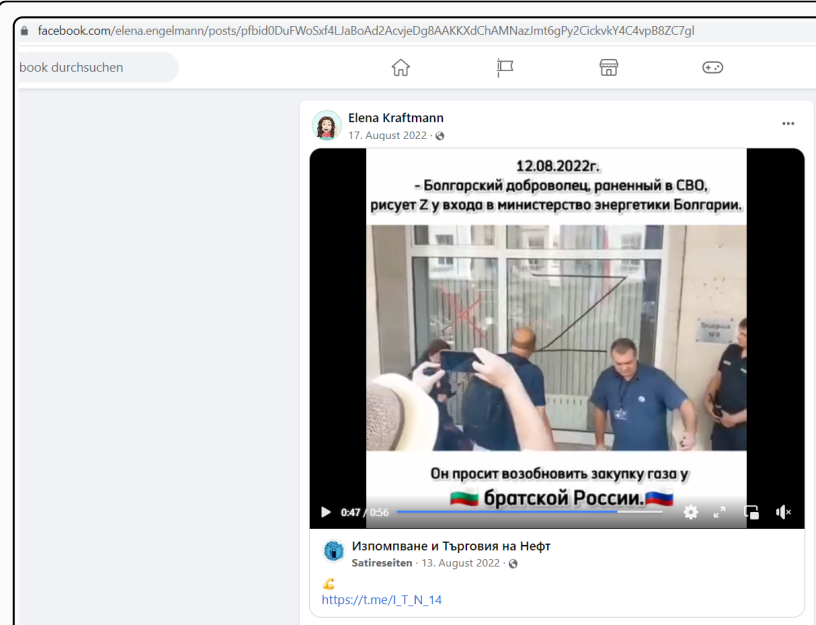 facebook.com/elena.engelmann/posts/pfbid0DuFWoSxf4LJaBoAd2AcvjeDg8AAKKXdChAMNazJmt6gPy2CickvkY4C4vpB8ZC7gl
book durchsuchen
Elena Kraftmann
17. August 2022 ·
12.08.2022г.
- Болгарский доброволец, раненный в СВО,
рисует Z у входа в министерство энергетики Болгарии.
Z
Он просит возобновить закупку газа у
братской России.
0:47 / 0:56
Изпомпване и Търговия на Нефт
Satireseiten · 13. August 2022 ·
https://t.me/I_T_N_14